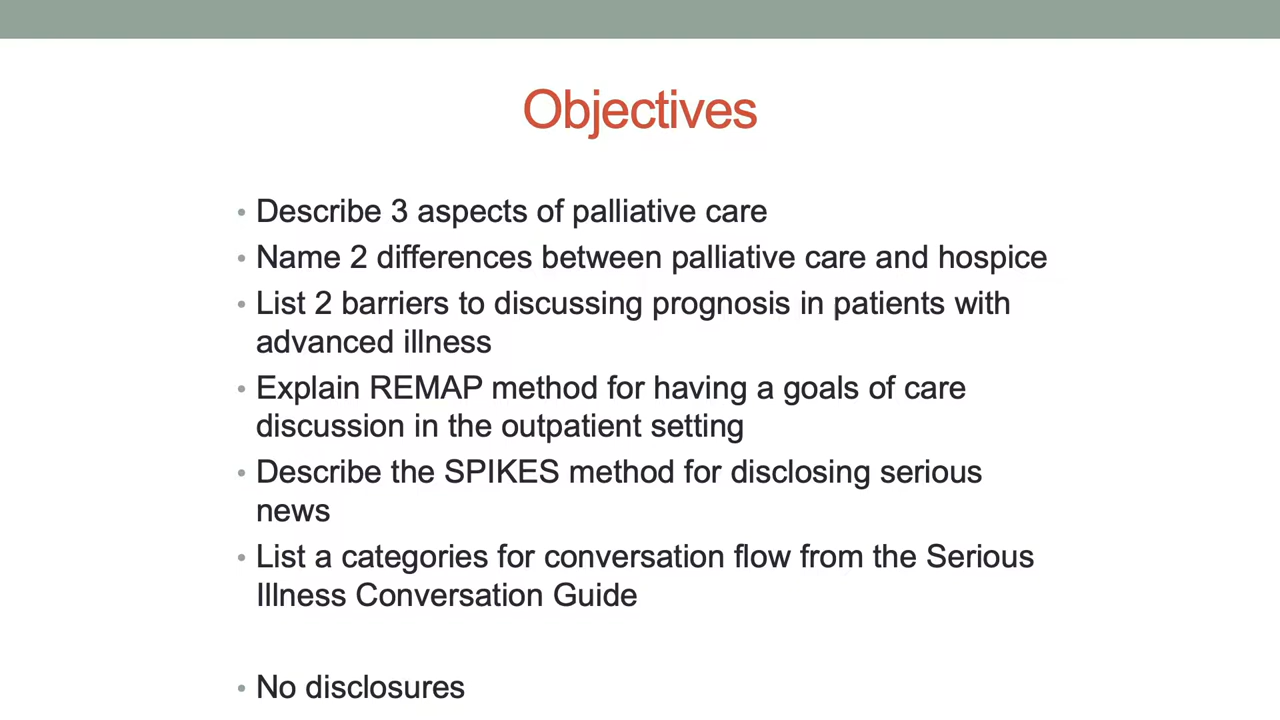 Objectives
• Describe 3 aspects of palliative care
• Name 2 differences between palliative care and hospice
• List 2 barriers to discussing prognosis in patients with
advanced illness
• Explain REMAP method for having a goals of care
discussion in the outpatient setting
• Describe the SPIKES method for disclosing serious
news
• List a categories for conversation flow from the Serious
Illness Conversation Guide
• No disclosures